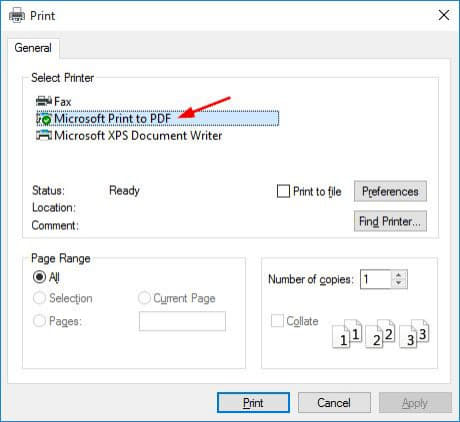 Print
General
Select Printer
Fax
Microsoft Print to PDF
Microsoft XPS Document Writer
Status: Ready
Print to file
Preferences
Location:
Comment:
Find Printer...
Page Range
All
Selection
Current Page
Pages:
Number of copies: 1
Collate
1 1 2 2 3 3
Print
Cancel
Apply